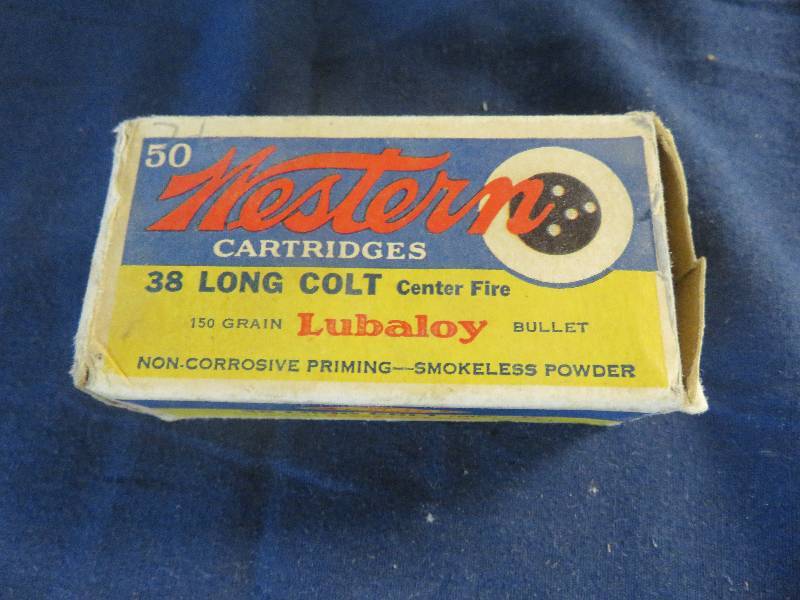 50 Western
CARTRIDGES
38 LONG COLT Center Fire
150 GRAIN Lubaloy BULLET
NON-CORROSIVE PRIMING—SMOKELESS POWDER